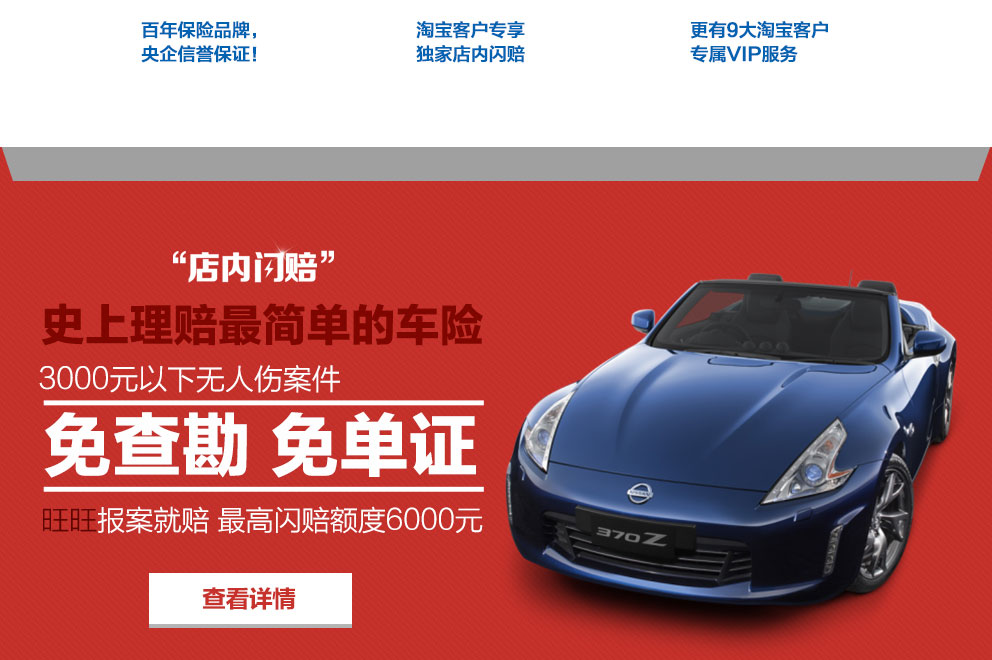 百年保险品牌，
央企信誉保证！
淘宝客户专享
独家店内闪赔
更有9大淘宝客户
专属VIP服务
“店内闪赔”
史上理赔最简单的车险
3000元以下无人伤案件
免查勘 免单证
旺旺报案就赔 最高闪赔额度6000元
查看详情
370Z